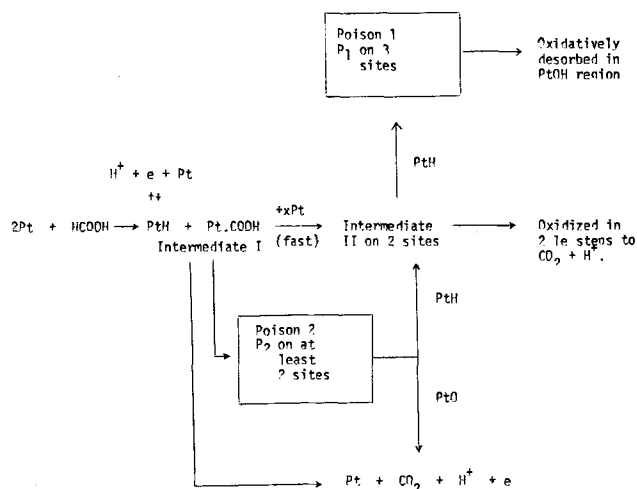 Poison 1
P1 on 3
sites
Oxidatively
desorbed in
PtOH region
PtH
H+ + e + Pt
↓↑
2Pt + HCOOH → PtH + Pt.COOH
+xPt
(fast)
Intermediate I
Intermediate
II on 2 sites
Oxidized in
2 1e steps to
CO2 + H+.
Poison 2
P2 on at
least
2 sites
PtH
PtO
Pt + CO2 + H+ + e